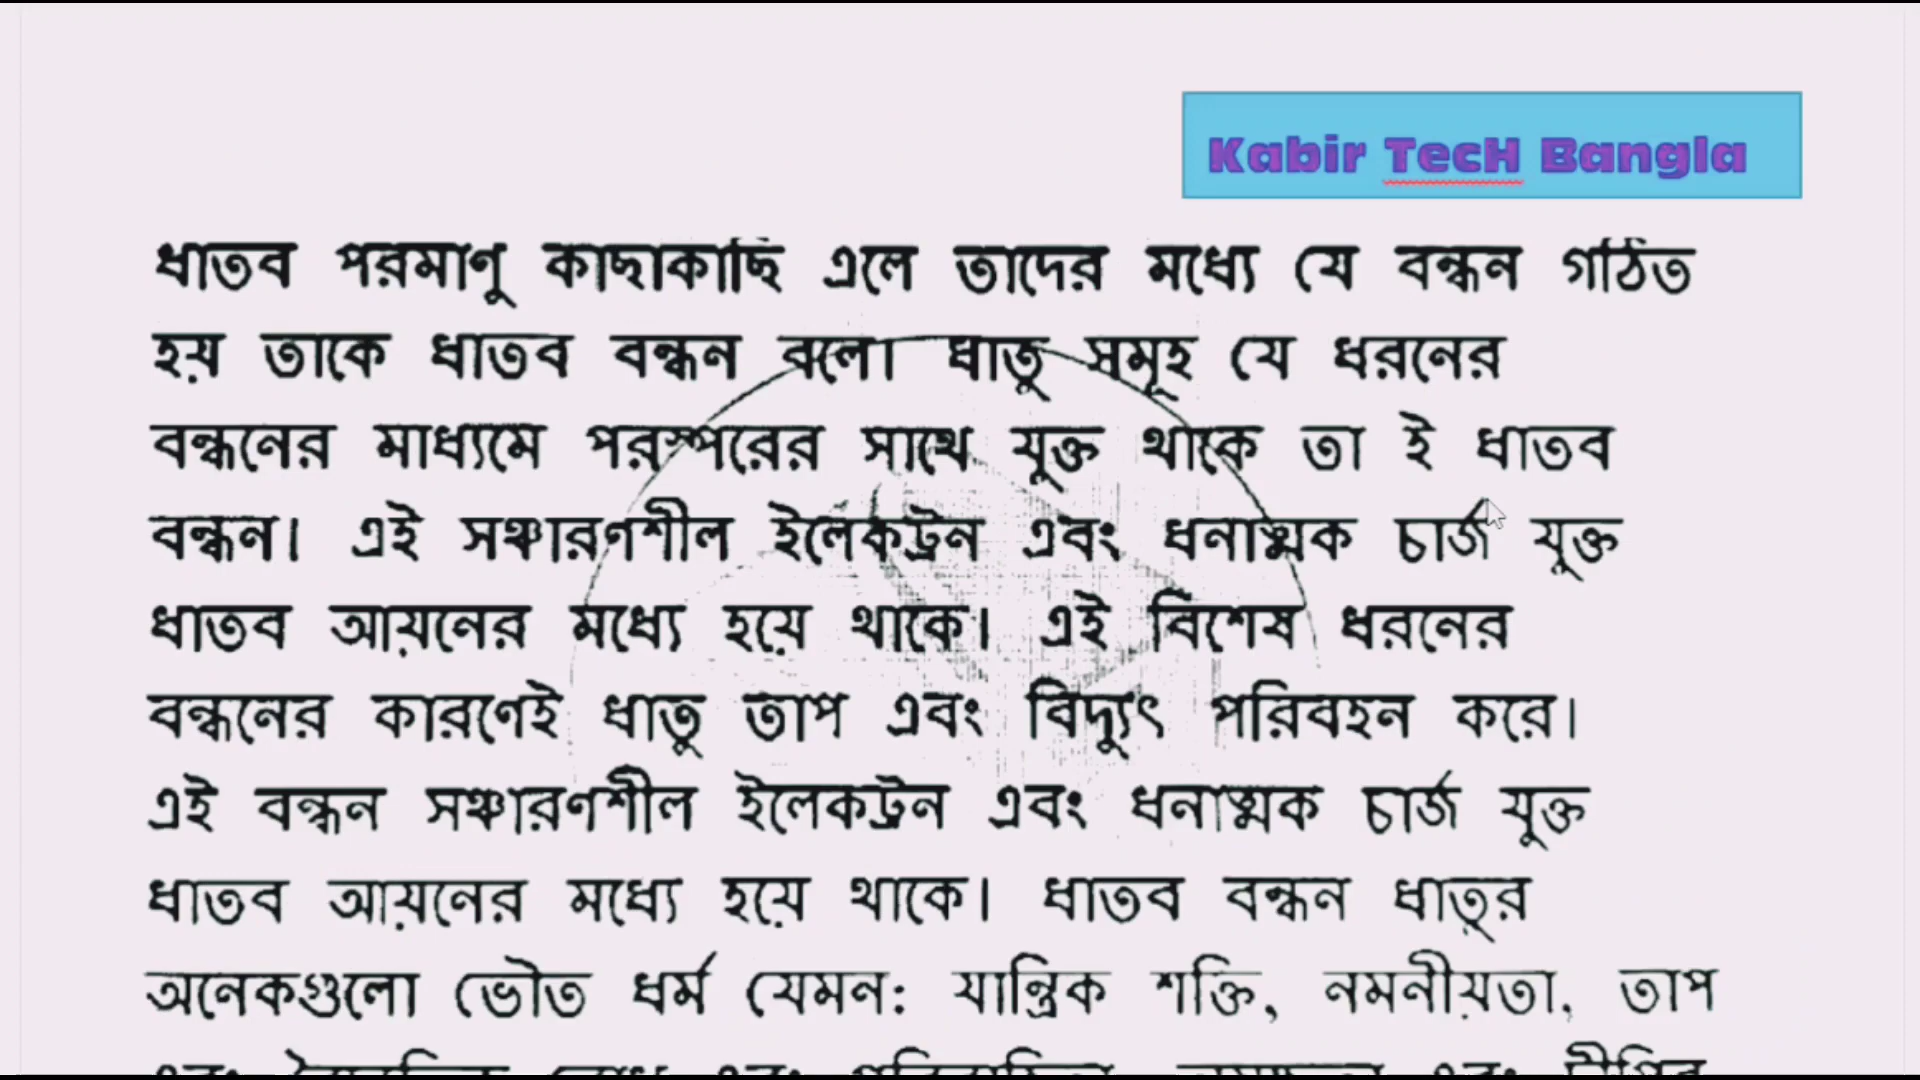 Kabir TecH Bangla
ধাতব পরমাণু কাছাকাছি এলে তাদের মধ্যে যে বন্ধন গঠিত
হয় তাকে ধাতব বন্ধন বলে। ধাতু সমূহ যে ধরনের
বন্ধনের মাধ্যমে পরস্পরের সাথে যুক্ত থাকে তা ই ধাতব
বন্ধন। এই সঞ্চারণশীল ইলেকট্রন এবং ধনাত্মক চার্জ যুক্ত
ধাতব আয়নের মধ্যে হয়ে থাকে। এই বিশেষ ধরনের
বন্ধনের কারণেই ধাতু তাপ এবং বিদ্যুৎ পরিবহন করে।
এই বন্ধন সঞ্চারণশীল ইলেকট্রন এবং ধনাত্মক চার্জ যুক্ত
ধাতব আয়নের মধ্যে হয়ে থাকে। ধাতব বন্ধন ধাতুর
অনেকগুলো ভৌত ধর্ম যেমন: যান্ত্রিক শক্তি, নমনীয়তা, তাপ